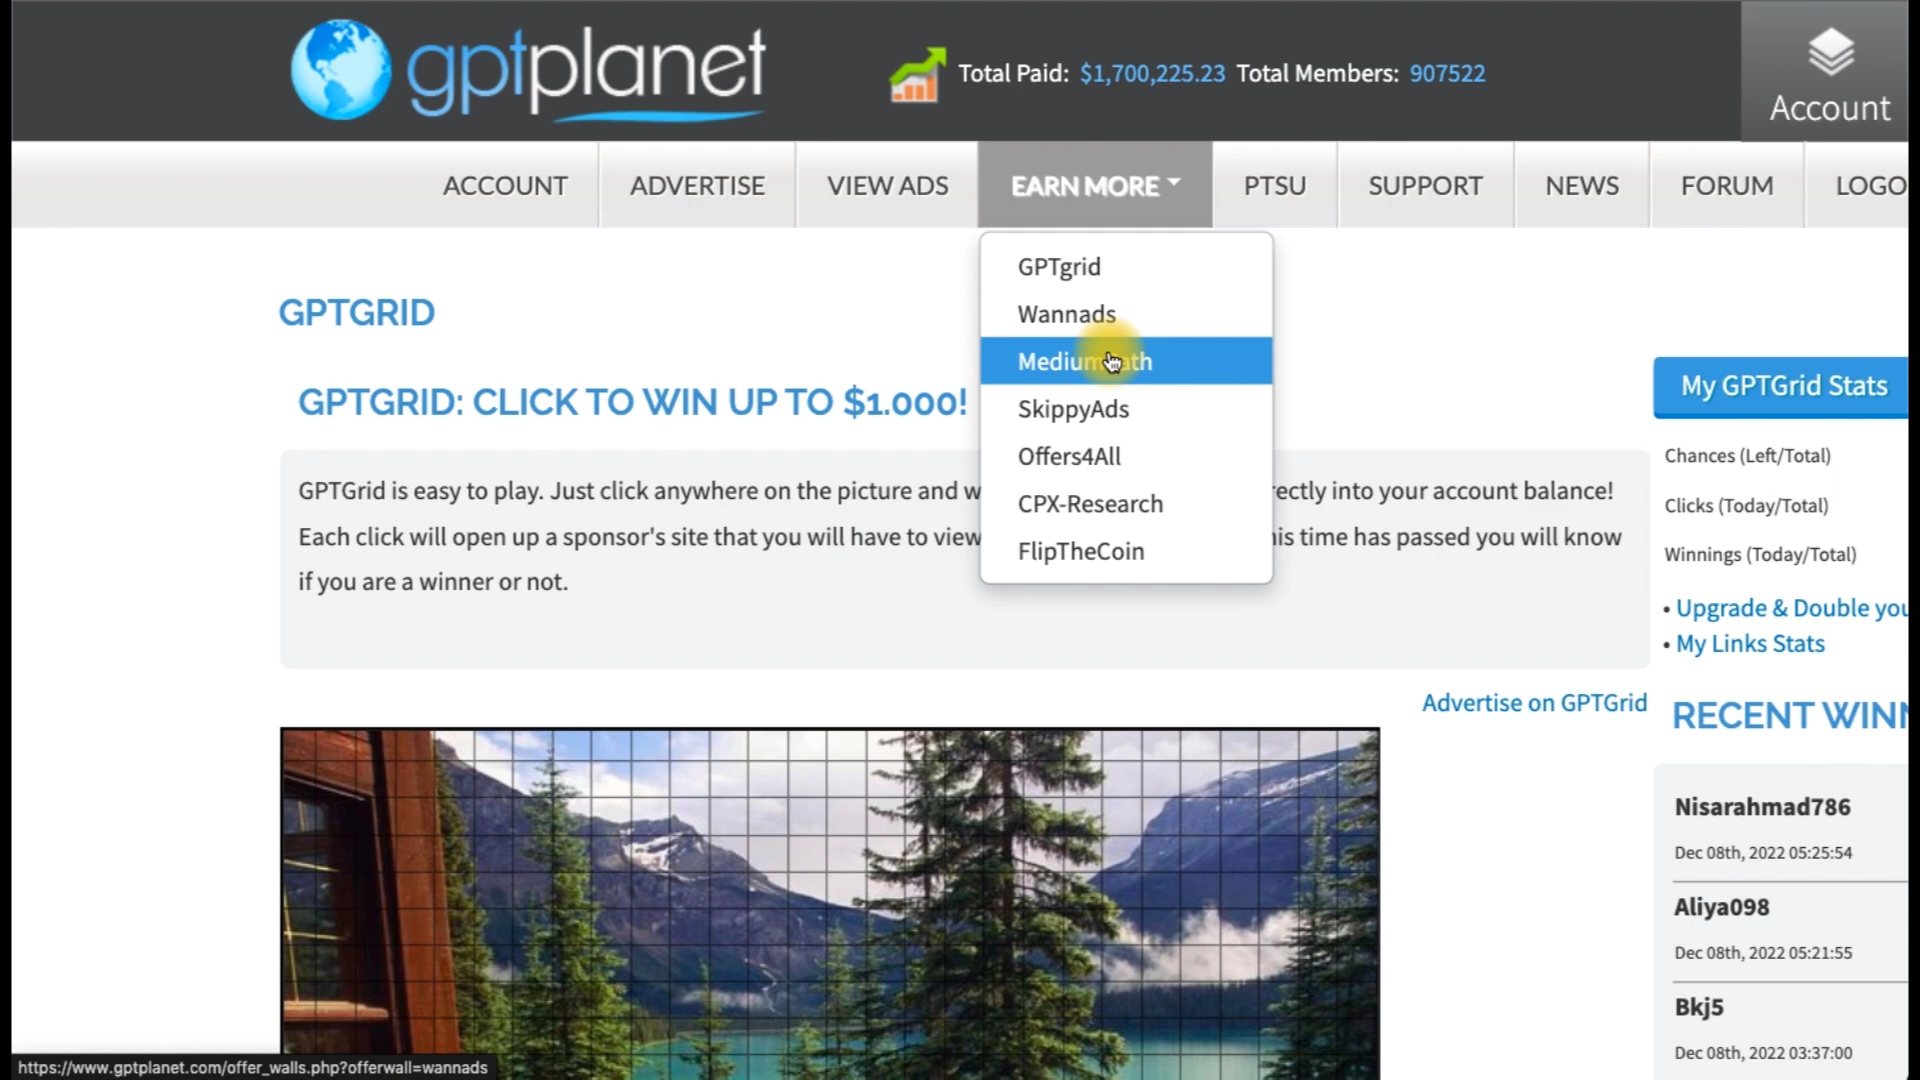 gptplanet
Total Paid: $1,700,225.23 Total Members: 907522
Account
ACCOUNT ADVERTISE VIEW ADS EARN MORE PTSU SUPPORT NEWS FORUM LOGO
GPTgrid
Wannads
SkippyAds
Offers4All
CPX-Research
FlipTheCoin
GPTGRID
GPTGRID: CLICK TO WIN UP TO $1.000!
GPTGrid is easy to play. Just click anywhere on the picture and w rectly into your account balance!
Each click will open up a sponsor's site that you will have to view is time has passed you will know
if you are a winner or not.
Advertise on GPTGrid
My GPTGrid Stats
Chances (Left/Total)
Clicks (Today/Total)
Winnings (Today/Total)
• Upgrade & Double you
• My Links Stats
RECENT WINN
Nisarahmad786
Dec 08th, 2022 05:25:54
Aliya098
Dec 08th, 2022 05:21:55
Bkj5
Dec 08th, 2022 03:37:00
https://www.gptplanet.com/offer_walls.php?offerwall=wannads